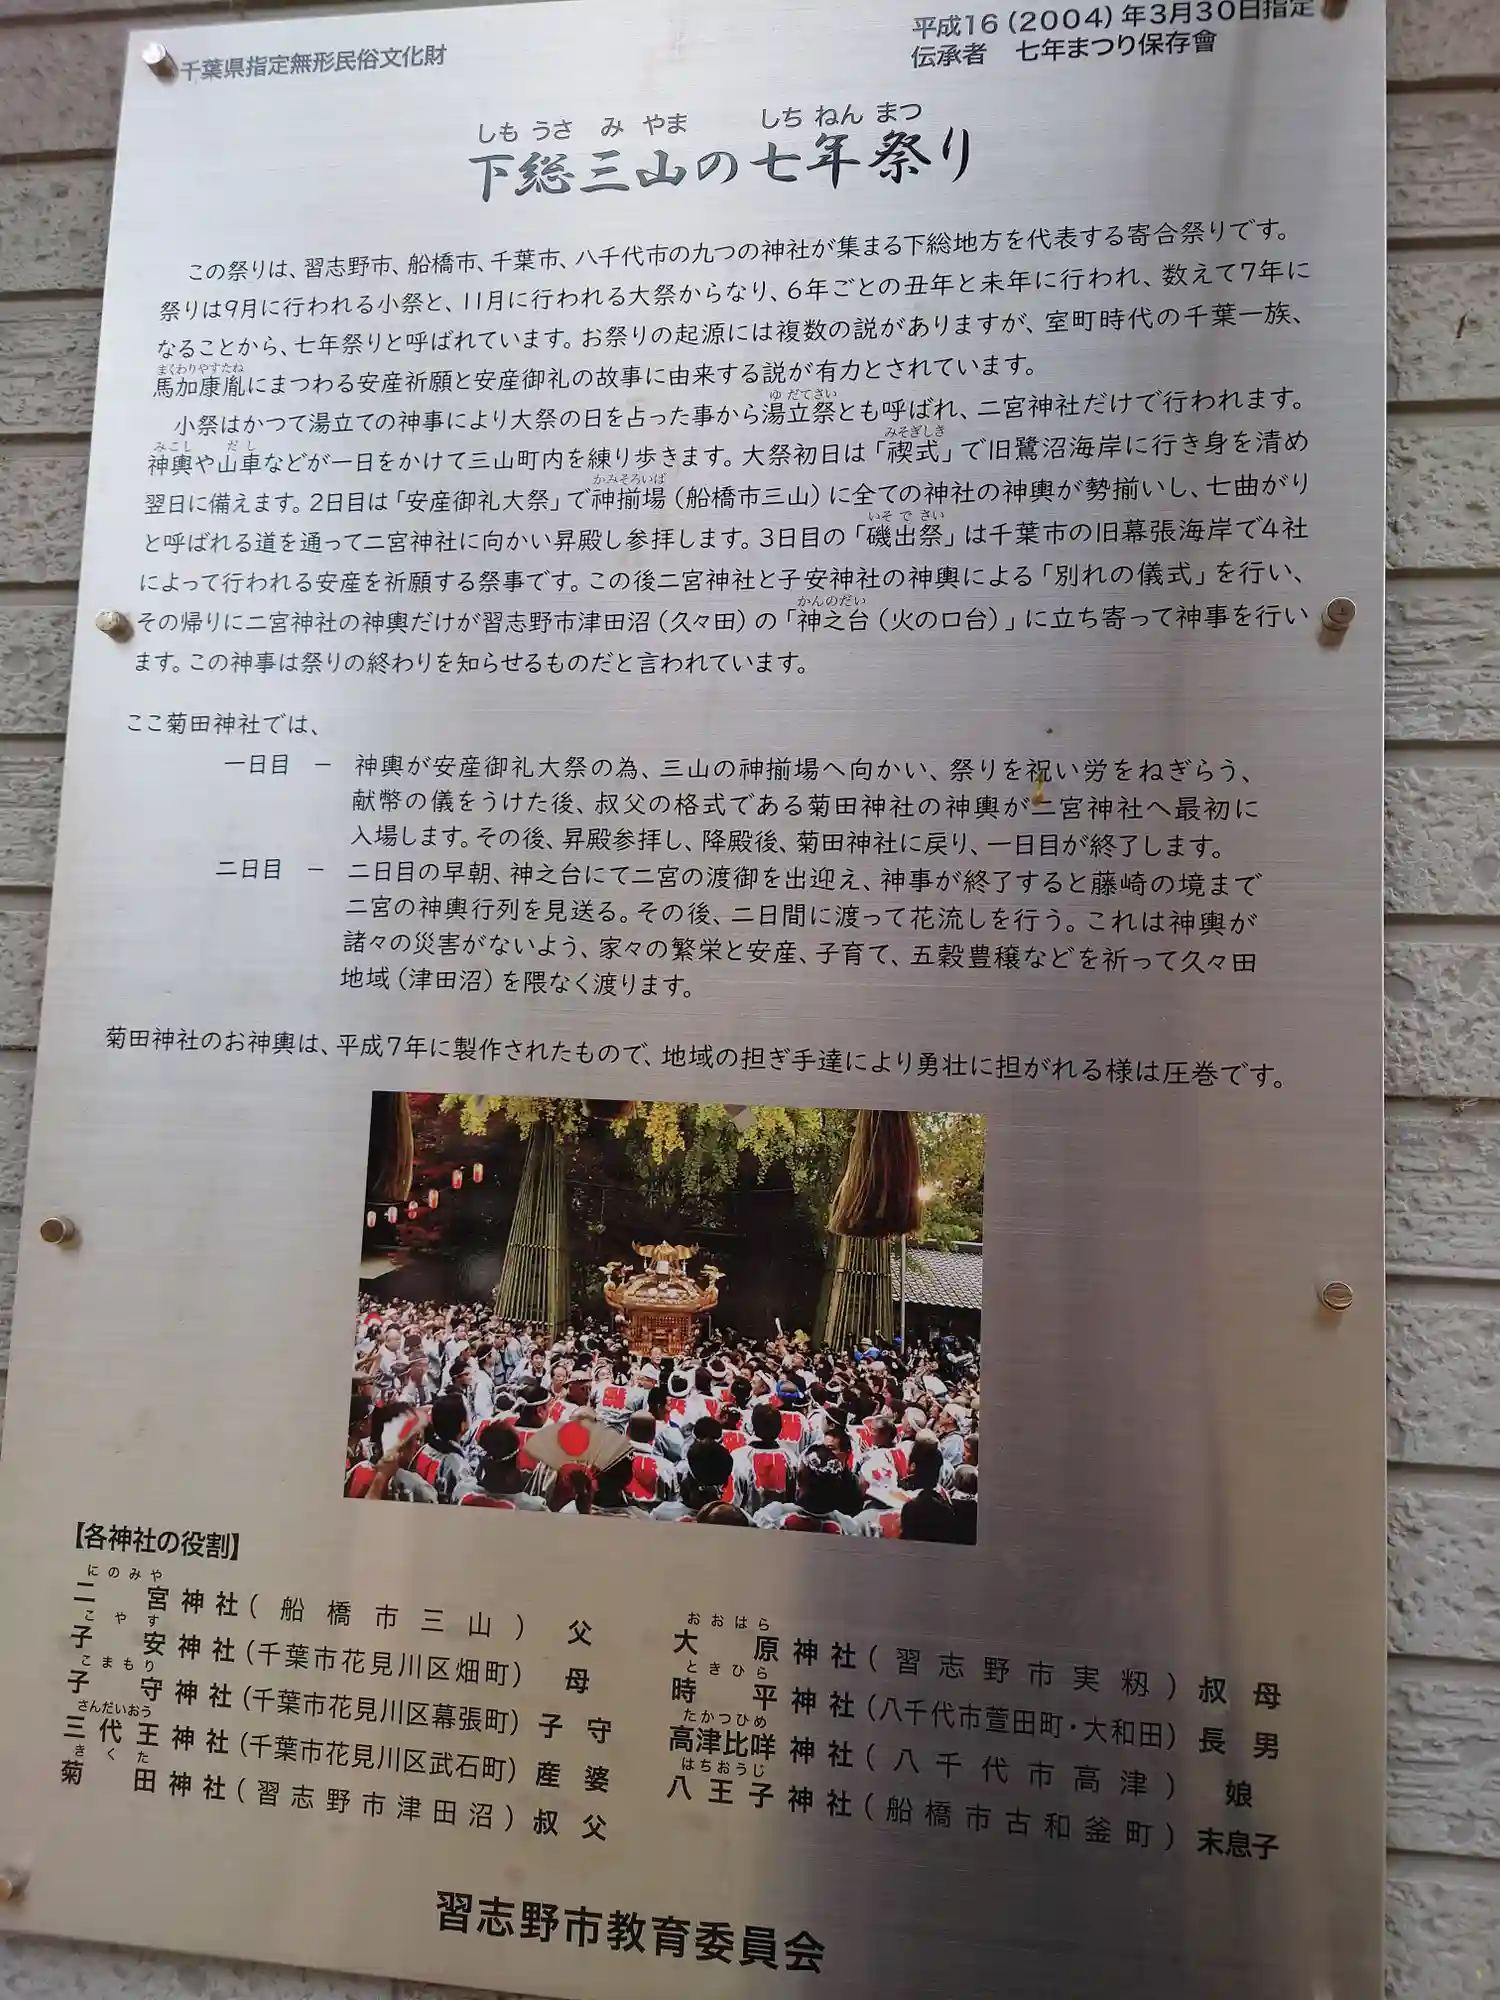 千葉県指定無形民俗文化財
平成16（2004）年3月30日指定
伝承者　七年まつり保存會
しもうさ み やま　しち ねん まつ
下総三山の七年祭り
この祭りは、習志野市、船橋市、千葉市、八千代市の九つの神社が集まる下総地方を代表する寄合祭りです。
祭りは9月に行われる小祭と、11月に行われる大祭からなり、6年ごとの丑年と未年に行われ、数えて7年に
なることから、七年祭りと呼ばれています。お祭りの起源には複数の説がありますが、室町時代の千葉一族、
まくわりやすたね
馬加康胤にまつわる安産祈願と安産御礼の故事に由来する説が有力とされています。
ゆ だてさい
小祭はかつて湯立ての神事により大祭の日を占った事から湯立祭とも呼ばれ、二宮神社だけで行われます。
みこし　だし　みそぎしき
神輿や山車などが一日をかけて三山町内を練り歩きます。大祭初日は「禊式」で旧鷺沼海岸に行き身を清め
かみそろいば
翌日に備えます。2日目は「安産御礼大祭」で神揃場（船橋市三山）に全ての神社の神輿が勢揃いし、七曲がり
いそ で さい
と呼ばれる道を通って二宮神社に向かい昇殿し参拝します。3日目の「磯出祭」は千葉市の旧幕張海岸で4社
によって行われる安産を祈願する祭事です。この後二宮神社と子安神社の神輿による「別れの儀式」を行い、
かんのだい
その帰りに二宮神社の神輿だけが習志野市津田沼（久々田）の「神之台（火の口台）」に立ち寄って神事を行い
ます。この神事は祭りの終わりを知らせるものだと言われています。
ここ菊田神社では、
一日目　－　神輿が安産御礼大祭の為、三山の神揃場へ向かい、祭りを祝い労をねぎらう、
献幣の儀をうけた後、叔父の格式である菊田神社の神輿が二宮神社へ最初に
入場します。その後、昇殿参拝し、降殿後、菊田神社に戻り、一日目が終了します。
二日目　－　二日目の早朝、神之台にて二宮の渡御を出迎え、神事が終了すると藤崎の境まで
二宮の神輿行列を見送る。その後、二日間に渡って花流しを行う。これは神輿が
諸々の災害がないよう、家々の繁栄と安産、子育て、五穀豊穣などを祈って久々田
地域（津田沼）を隈なく渡ります。
菊田神社のお神輿は、平成7年に製作されたもので、地域の担ぎ手達により勇壮に担がれる様は圧巻です。
【各神社の役割】
にのみや
二宮神社(船橋市三山)　父
こやす
子安神社(千葉市花見川区畑町)　母
こまもり
子守神社(千葉市花見川区幕張町)　子守
さんだいおう
三代王神社(千葉市花見川区武石町)　産婆
きくた
菊田神社(習志野市津田沼)　叔父
おおはら
大原神社(習志野市実籾)　叔母
ときひら
時平神社(八千代市萱田町・大和田)　長男
たかつひめ
高津比咩神社(八千代市高津)　娘
はちおうじ
八王子神社(船橋市古和釜町)　末息子
習志野市教育委員会